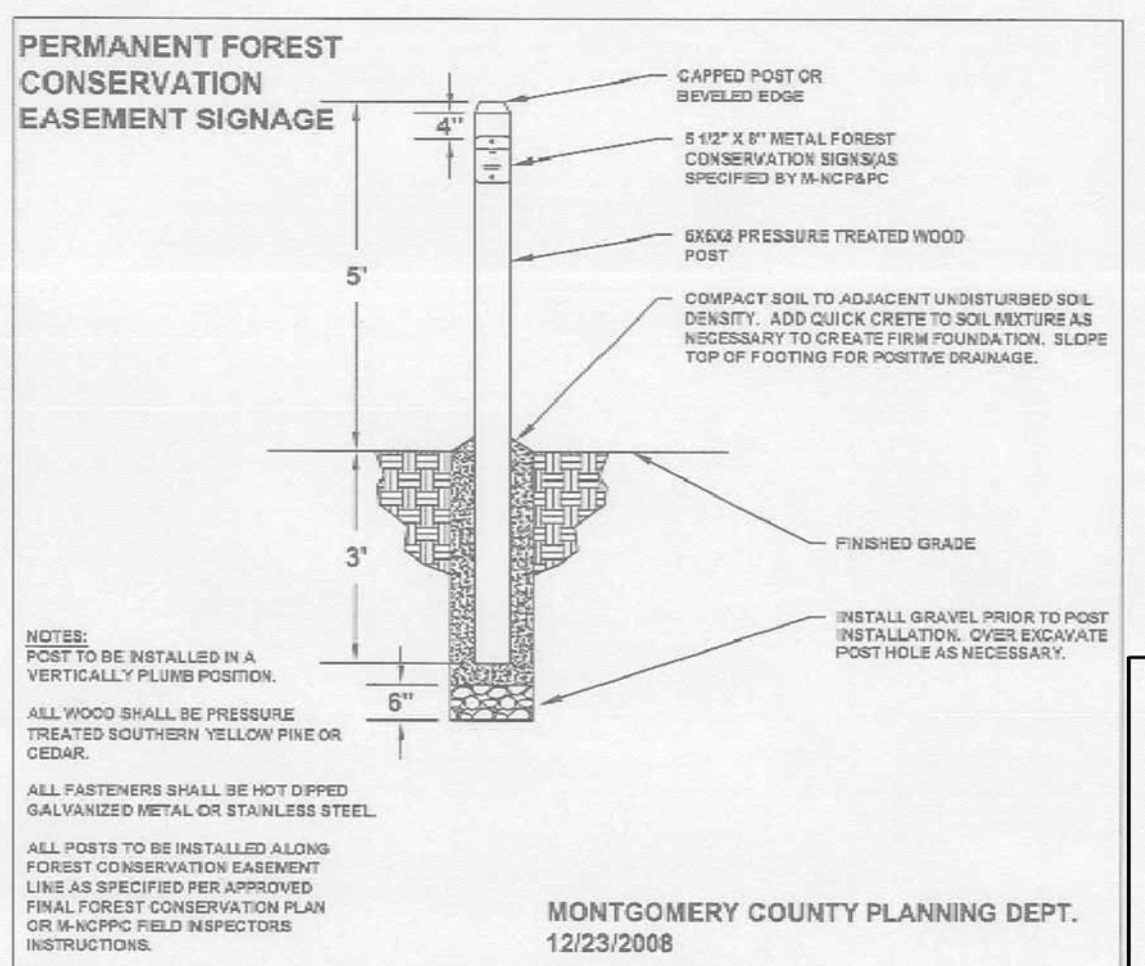 PERMANENT FOREST
CONSERVATION
EASEMENT SIGNAGE
4"
5'
3'
6"
CAPPED POST OR
BEVELED EDGE
5 1/2" X 8" METAL FOREST
CONSERVATION SIGNS(AS
SPECIFIED BY M-NCP&PC
6X6X8 PRESSURE TREATED WOOD
POST
COMPACT SOIL TO ADJACENT UNDISTURBED SOIL
DENSITY. ADD QUICK CRETE TO SOIL MIXTURE AS
NECESSARY TO CREATE FIRM FOUNDATION. SLOPE
TOP OF FOOTING FOR POSITIVE DRAINAGE.
FINISHED GRADE
INSTALL GRAVEL PRIOR TO POST
INSTALLATION. OVER EXCAVATE
POST HOLE AS NECESSARY.
NOTES:
POST TO BE INSTALLED IN A
VERTICALLY PLUMB POSITION.
ALL WOOD SHALL BE PRESSURE
TREATED SOUTHERN YELLOW PINE OR
CEDAR.
ALL FASTENERS SHALL BE HOT DIPPED
GALVANIZED METAL OR STAINLESS STEEL.
ALL POSTS TO BE INSTALLED ALONG
FOREST CONSERVATION EASEMENT
LINE AS SPECIFIED PER APPROVED
FINAL FOREST CONSERVATION PLAN
OR M-NCPPC FIELD INSPECTORS
INSTRUCTIONS.
MONTGOMERY COUNTY PLANNING DEPT.
12/23/2008